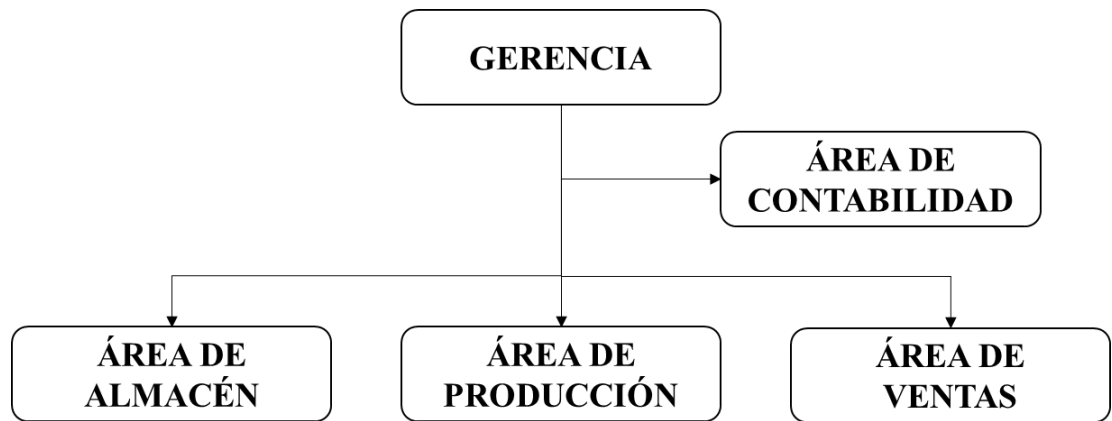 GERENCIA
ÁREA DE
CONTABILIDAD
ÁREA DE
ALMACÉN
ÁREA DE
PRODUCCIÓN
ÁREA DE
VENTAS